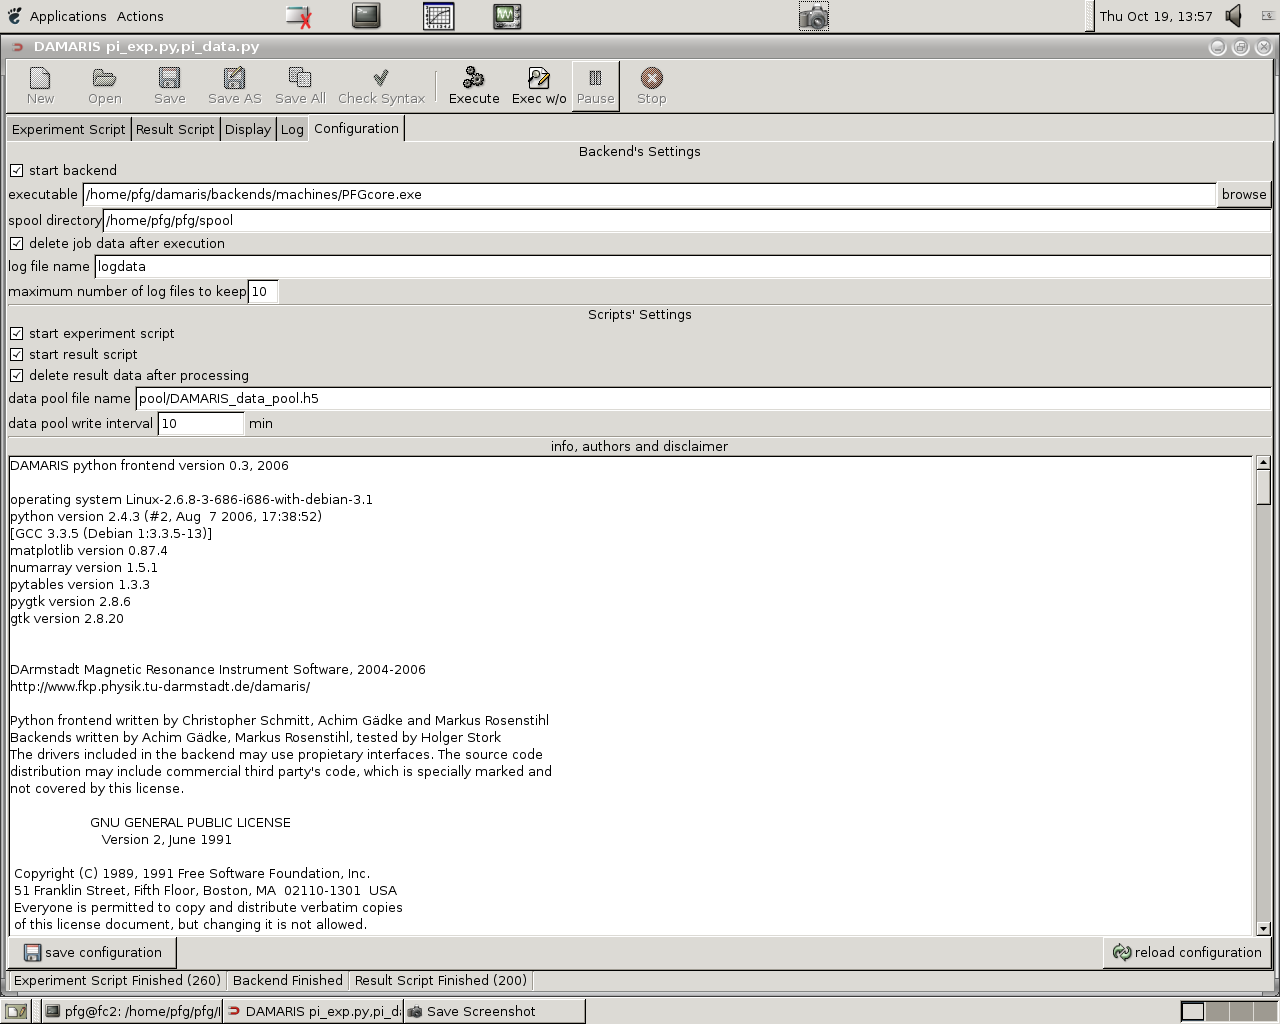 Applications Actions Thu Oct 19, 13:57
DAMARIS pi_exp.py,pi_data.py
New Open Save Save AS Save All Check Syntax Execute Exec w/o Pause Stop
Experiment Script Result Script Display Log Configuration
Backend's Settings
start backend
executable /home/pfg/damaris/backends/machines/PFGcore.exe browse
spool directory /home/pfg/pfg/spool
delete job data after execution
log file name logdata
maximum number of log files to keep 10
Scripts' Settings
start experiment script
start result script
delete result data after processing
data pool file name pool/DAMARIS_data_pool.h5
data pool write interval 10 min
info, authors and disclaimer
DAMARIS python frontend version 0.3, 2006
operating system Linux-2.6.8-3-686-i686-with-debian-3.1
python version 2.4.3 (#2, Aug  7 2006, 17:38:52)
[GCC 3.3.5 (Debian 1:3.3.5-13)]
matplotlib version 0.87.4
numarray version 1.5.1
pytables version 1.3.3
pygtk version 2.8.6
gtk version 2.8.20
DArmstadt Magnetic Resonance Instrument Software, 2004-2006
http://www.fkp.physik.tu-darmstadt.de/damaris/
Python frontend written by Christopher Schmitt, Achim Gädke and Markus Rosenstihl
Backends written by Achim Gädke, Markus Rosenstihl, tested by Holger Stork
The drivers included in the backend may use propietary interfaces. The source code
distribution may include commercial third party's code, which is specially marked and
not covered by this license.
GNU GENERAL PUBLIC LICENSE
Version 2, June 1991
Copyright (C) 1989, 1991 Free Software Foundation, Inc.
51 Franklin Street, Fifth Floor, Boston, MA  02110-1301  USA
Everyone is permitted to copy and distribute verbatim copies
of this license document, but changing it is not allowed.
save configuration reload configuration
Experiment Script Finished (260) Backend Finished Result Script Finished (200)
pfg@fc2: /home/pfg/pfg/ DAMARIS pi_exp.py,pi_d Save Screenshot